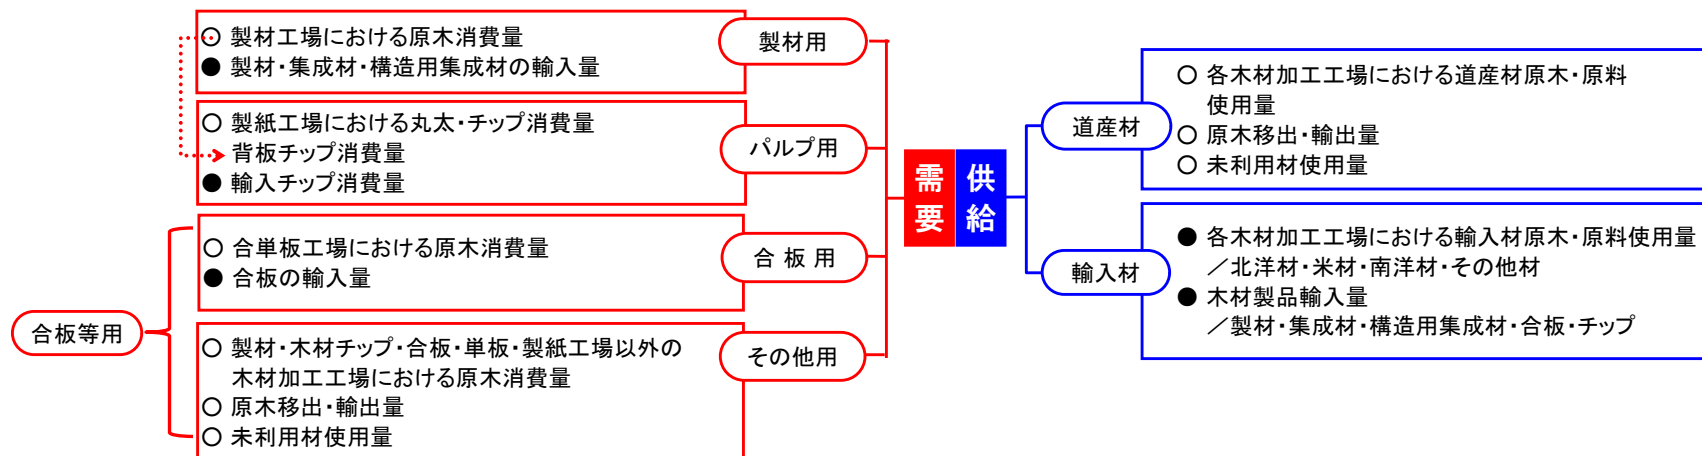 ○ 製材工場における原木消費量
● 製材・集成材・構造用集成材の輸入量
製材用
○ 製紙工場における丸太・チップ消費量
背板チップ消費量
● 輸入チップ消費量
パルプ用
○ 合単板工場における原木消費量
● 合板の輸入量
合 板 用
合板等用
○ 製材・木材チップ・合板・単板・製紙工場以外の
木材加工工場における原木消費量
○ 原木移出・輸出量
○ 未利用材使用量
その他用
需要
供給
道産材
○ 各木材加工工場における道産材原木・原料
使用量
○ 原木移出・輸出量
○ 未利用材使用量
輸入材
● 各木材加工工場における輸入材原木・原料使用量
／北洋材・米材・南洋材・その他材
● 木材製品輸入量
／製材・集成材・構造用集成材・合板・チップ